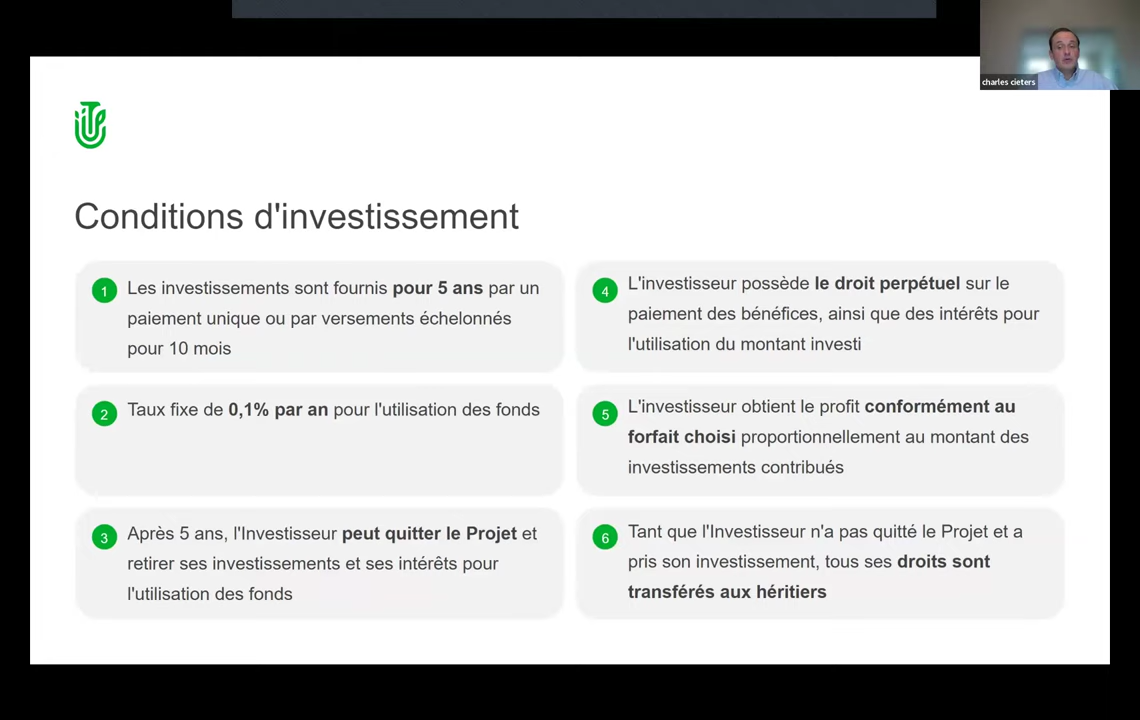 charles cieters
Conditions d'investissement
1
Les investissements sont fournis pour 5 ans par un
paiement unique ou par versements échelonnés
pour 10 mois
2
Taux fixe de 0,1% par an pour l'utilisation des fonds
3
Après 5 ans, l'Investisseur peut quitter le Projet et
retirer ses investissements et ses intérêts pour
l'utilisation des fonds
4
L'investisseur possède le droit perpétuel sur le
paiement des bénéfices, ainsi que des intérêts pour
l'utilisation du montant investi
5
L'investisseur obtient le profit conformément au
forfait choisi proportionnellement au montant des
investissements contribués
6
Tant que l'Investisseur n'a pas quitté le Projet et a
pris son investissement, tous ses droits sont
transférés aux héritiers